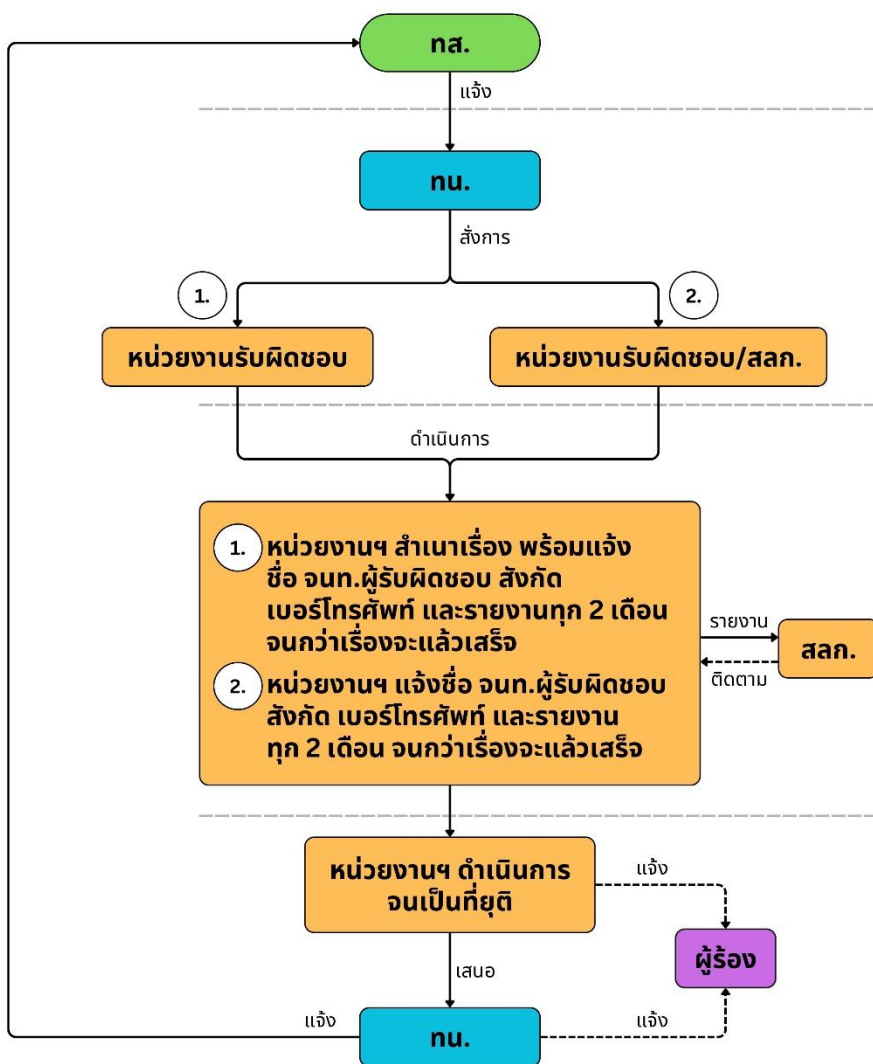 ทส.
แจ้ง
ทน.
สั่งการ
1.
2.
หน่วยงานรับผิดชอบ
หน่วยงานรับผิดชอบ/สลก.
ดำเนินการ
1.
หน่วยงานฯ สำเนาเรื่อง พร้อมแจ้ง
ชื่อ จนท.ผู้รับผิดชอบ สังกัด
เบอร์โทรศัพท์ และรายงานทุก 2 เดือน
จนกว่าเรื่องจะแล้วเสร็จ
2.
หน่วยงานฯ แจ้งชื่อ จนท.ผู้รับผิดชอบ
สังกัด เบอร์โทรศัพท์ และรายงาน
ทุก 2 เดือน จนกว่าเรื่องจะแล้วเสร็จ
รายงาน
สลก.
ติดตาม
หน่วยงานฯ ดำเนินการ
จนเป็นที่ยุติ
แจ้ง
ผู้ร้อง
เสนอ
แจ้ง
ทน.
แจ้ง